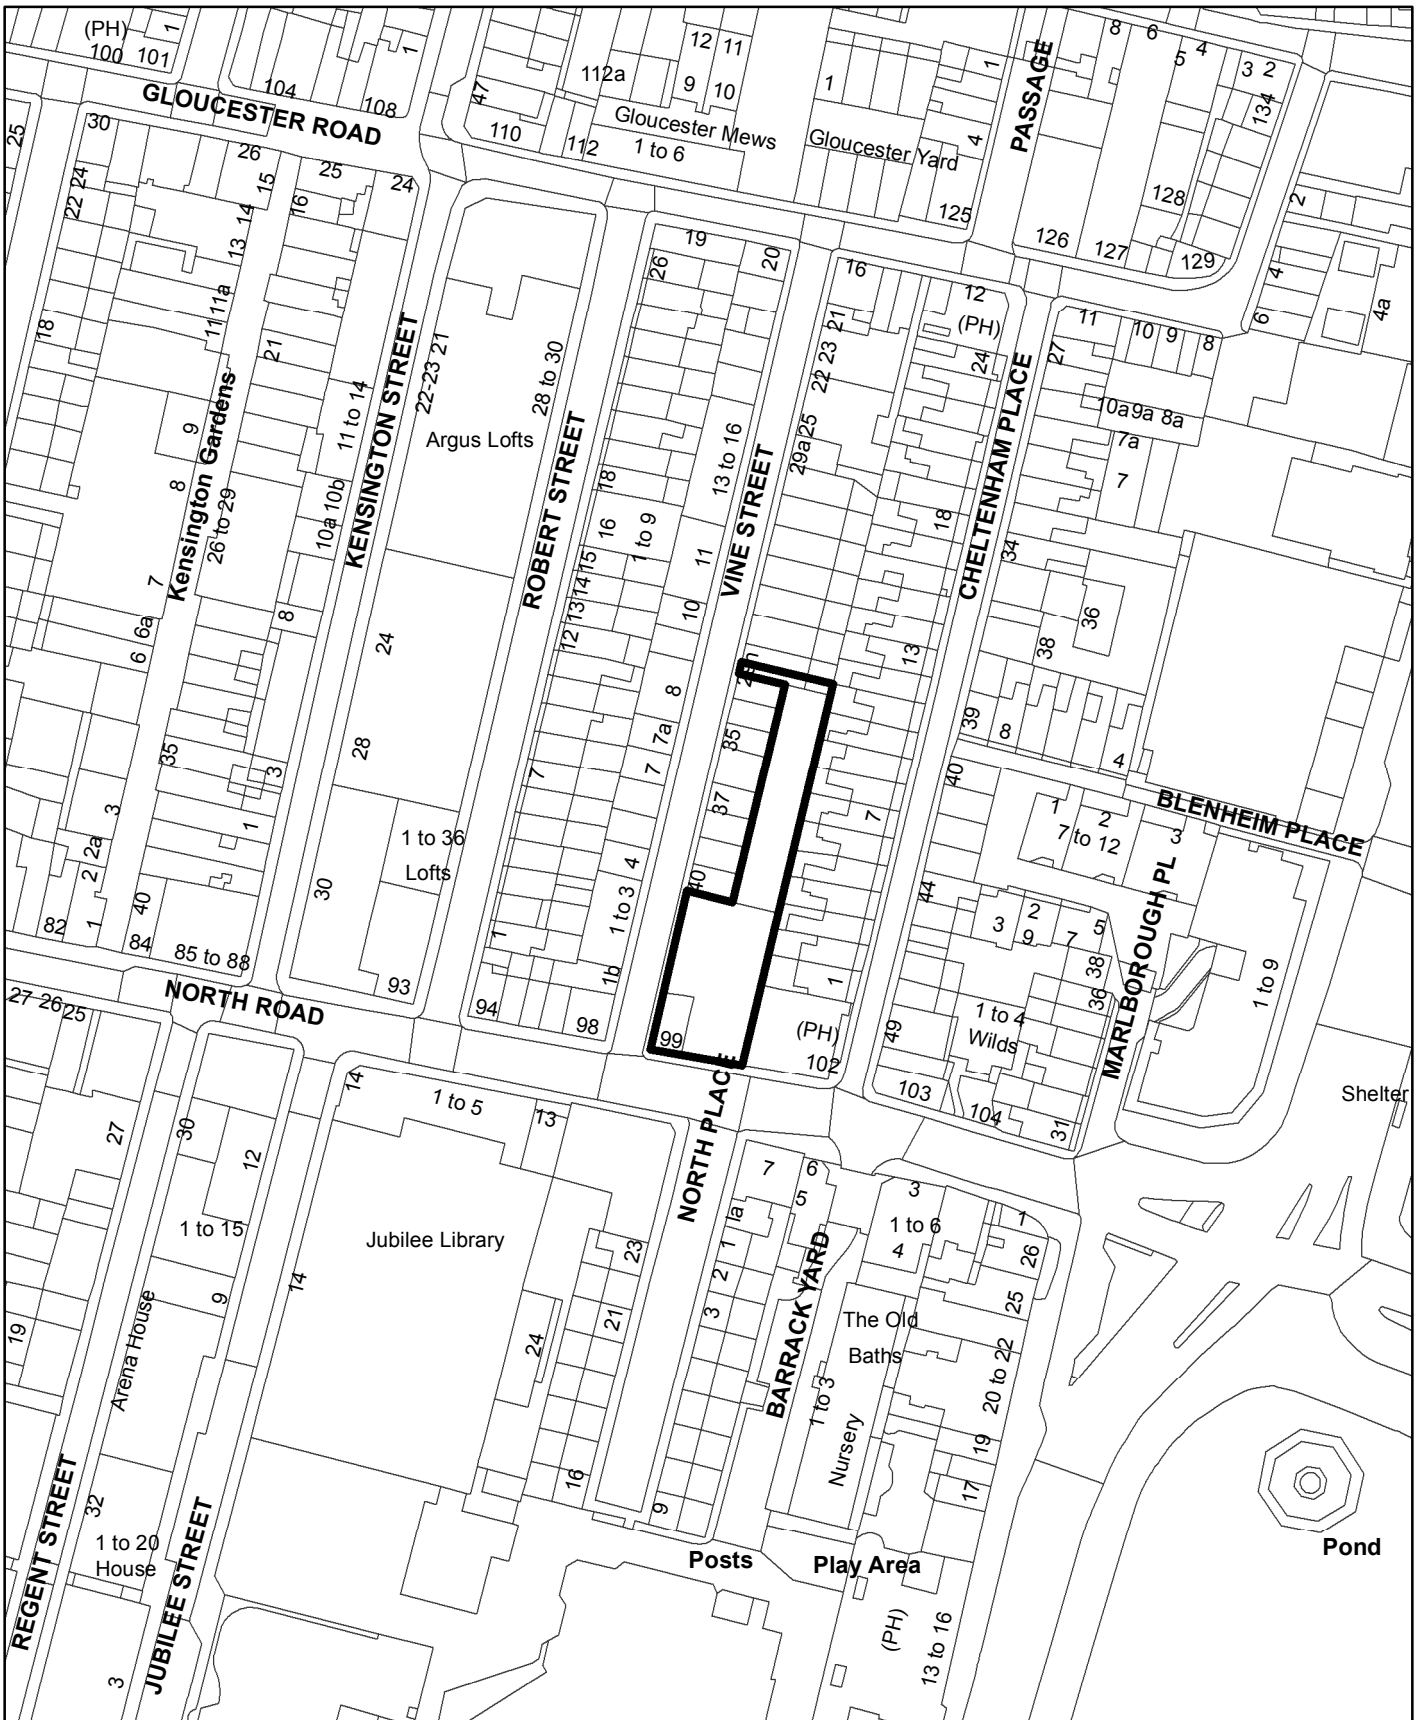 (PH)
100
101
1
1
104
108
GLOUCESTER ROAD
47
110
112a
112
12
11
9
10
Gloucester Mews
1 to 6
1
Gloucester Yard
1
4
125
PASSAGE
8
6
5
4
3
2
134
128
126
127
129
2
4
6
4a
25
30
24
22
18
26
25
24
15
16
14
13
11a
11
21
9
8
Kensington Gardens
26 to 29
7
6a
6
11 to 14
10b
10a
8
KENSINGTON STREET
22-23
21
28 to 30
Argus Lofts
24
28
30
ROBERT STREET
19
20
26
18
16
1 to 9
15
14
13
12
13 to 16
11
10
8
7a
7
7
4
1 to 3
1
1b
VINE STREET
16
21
23
22
25
29a
12
(PH)
24
18
13
7
1
CHELTENHAM PLACE
11
10
9
8
27
10a
9a
8a
7a
7
34
36
38
39
8
4
40
BLENHEIM PLACE
1
2
7 to 12
3
44
3
2
9
7
5
38
36
MARLBOROUGH PL
1 to 9
1 to 4
Wilds
49
103
104
31
Shelter
35
37
40
99
(PH)
102
35
3
1
3
2a
2
1
82
40
84
85 to 88
1 to 36
Lofts
93
94
98
27
26
25
NORTH ROAD
14
1 to 5
13
NORTH PLACE
27
30
12
1 to 15
9
14
Jubilee Library
19
Arena House
24
23
21
16
7
6
5
1a
1
2
3
9
BARRACK YARD
3
1 to 6
4
1
26
25
The Old
Baths
1 to 3
Nursery
20 to 22
19
17
REGENT STREET
32
1 to 20
House
JUBILEE STREET
3
Posts
Play Area
(PH)
13 to 16
Pond